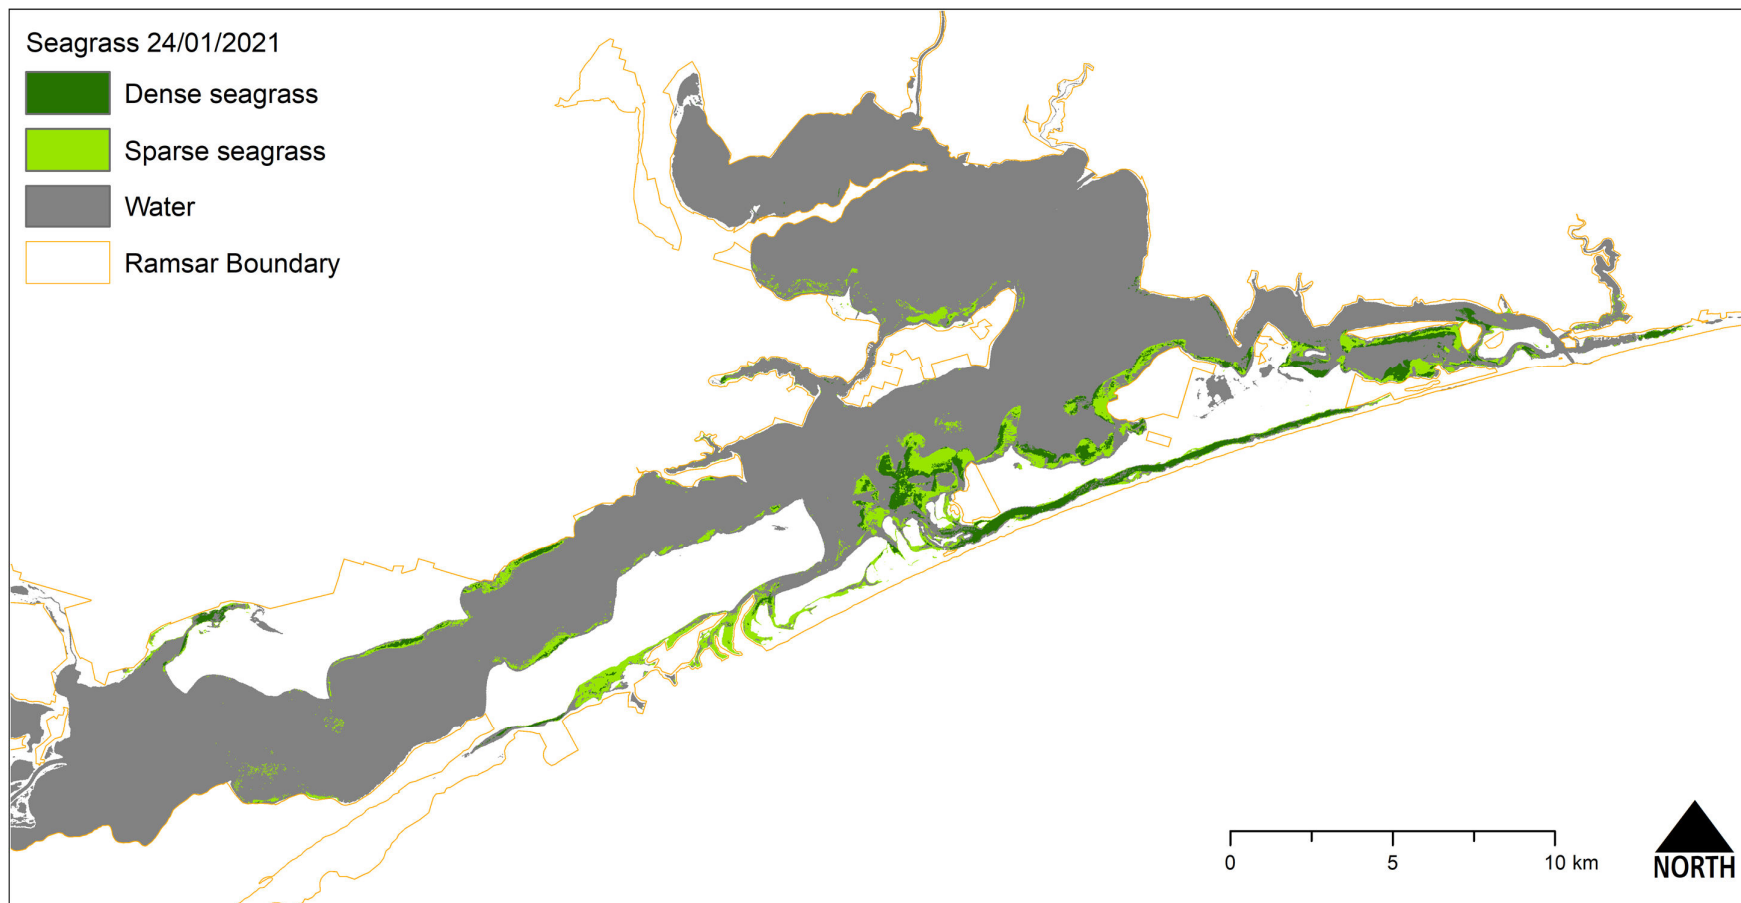 Seagrass 24/01/2021
Dense seagrass
Sparse seagrass
Water
Ramsar Boundary
0 5 10 km
NORTH